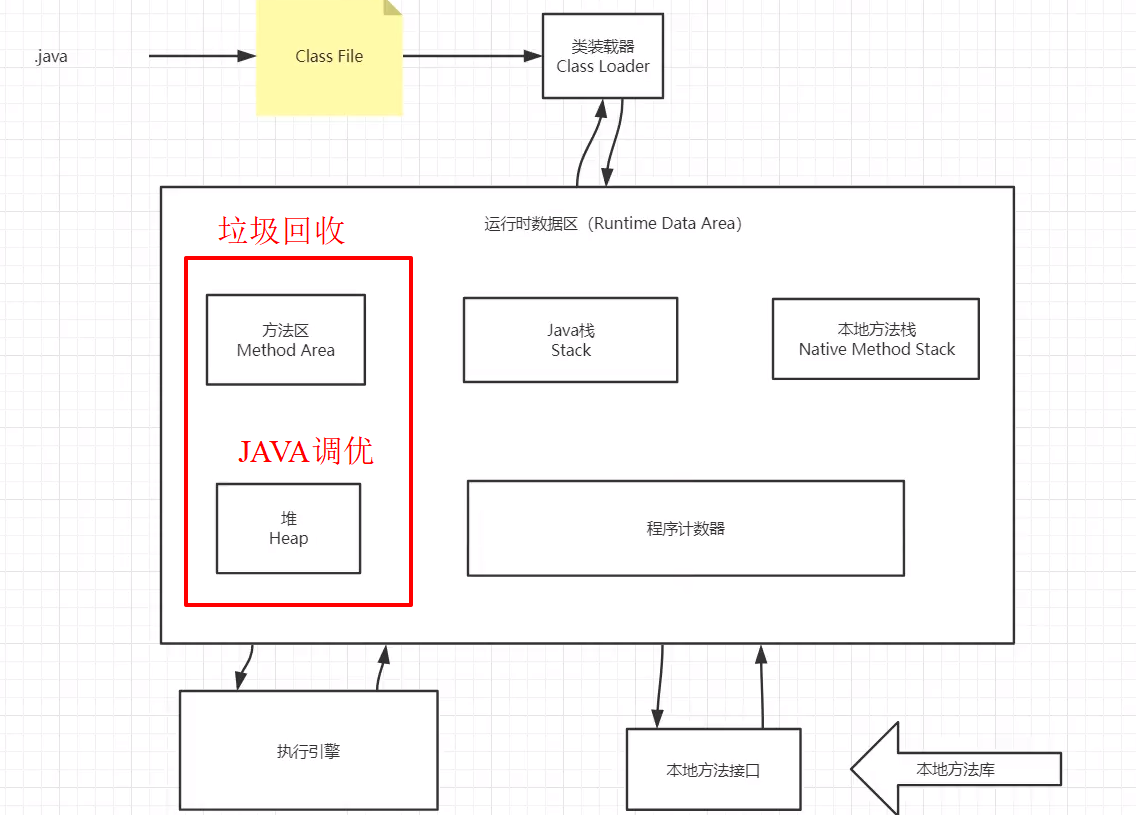 .java
Class File
类装载器
Class Loader
垃圾回收
运行时数据区（Runtime Data Area）
方法区
Method Area
Java栈
Stack
本地方法栈
Native Method Stack
JAVA调优
堆
Heap
程序计数器
执行引擎
本地方法接口
本地方法库